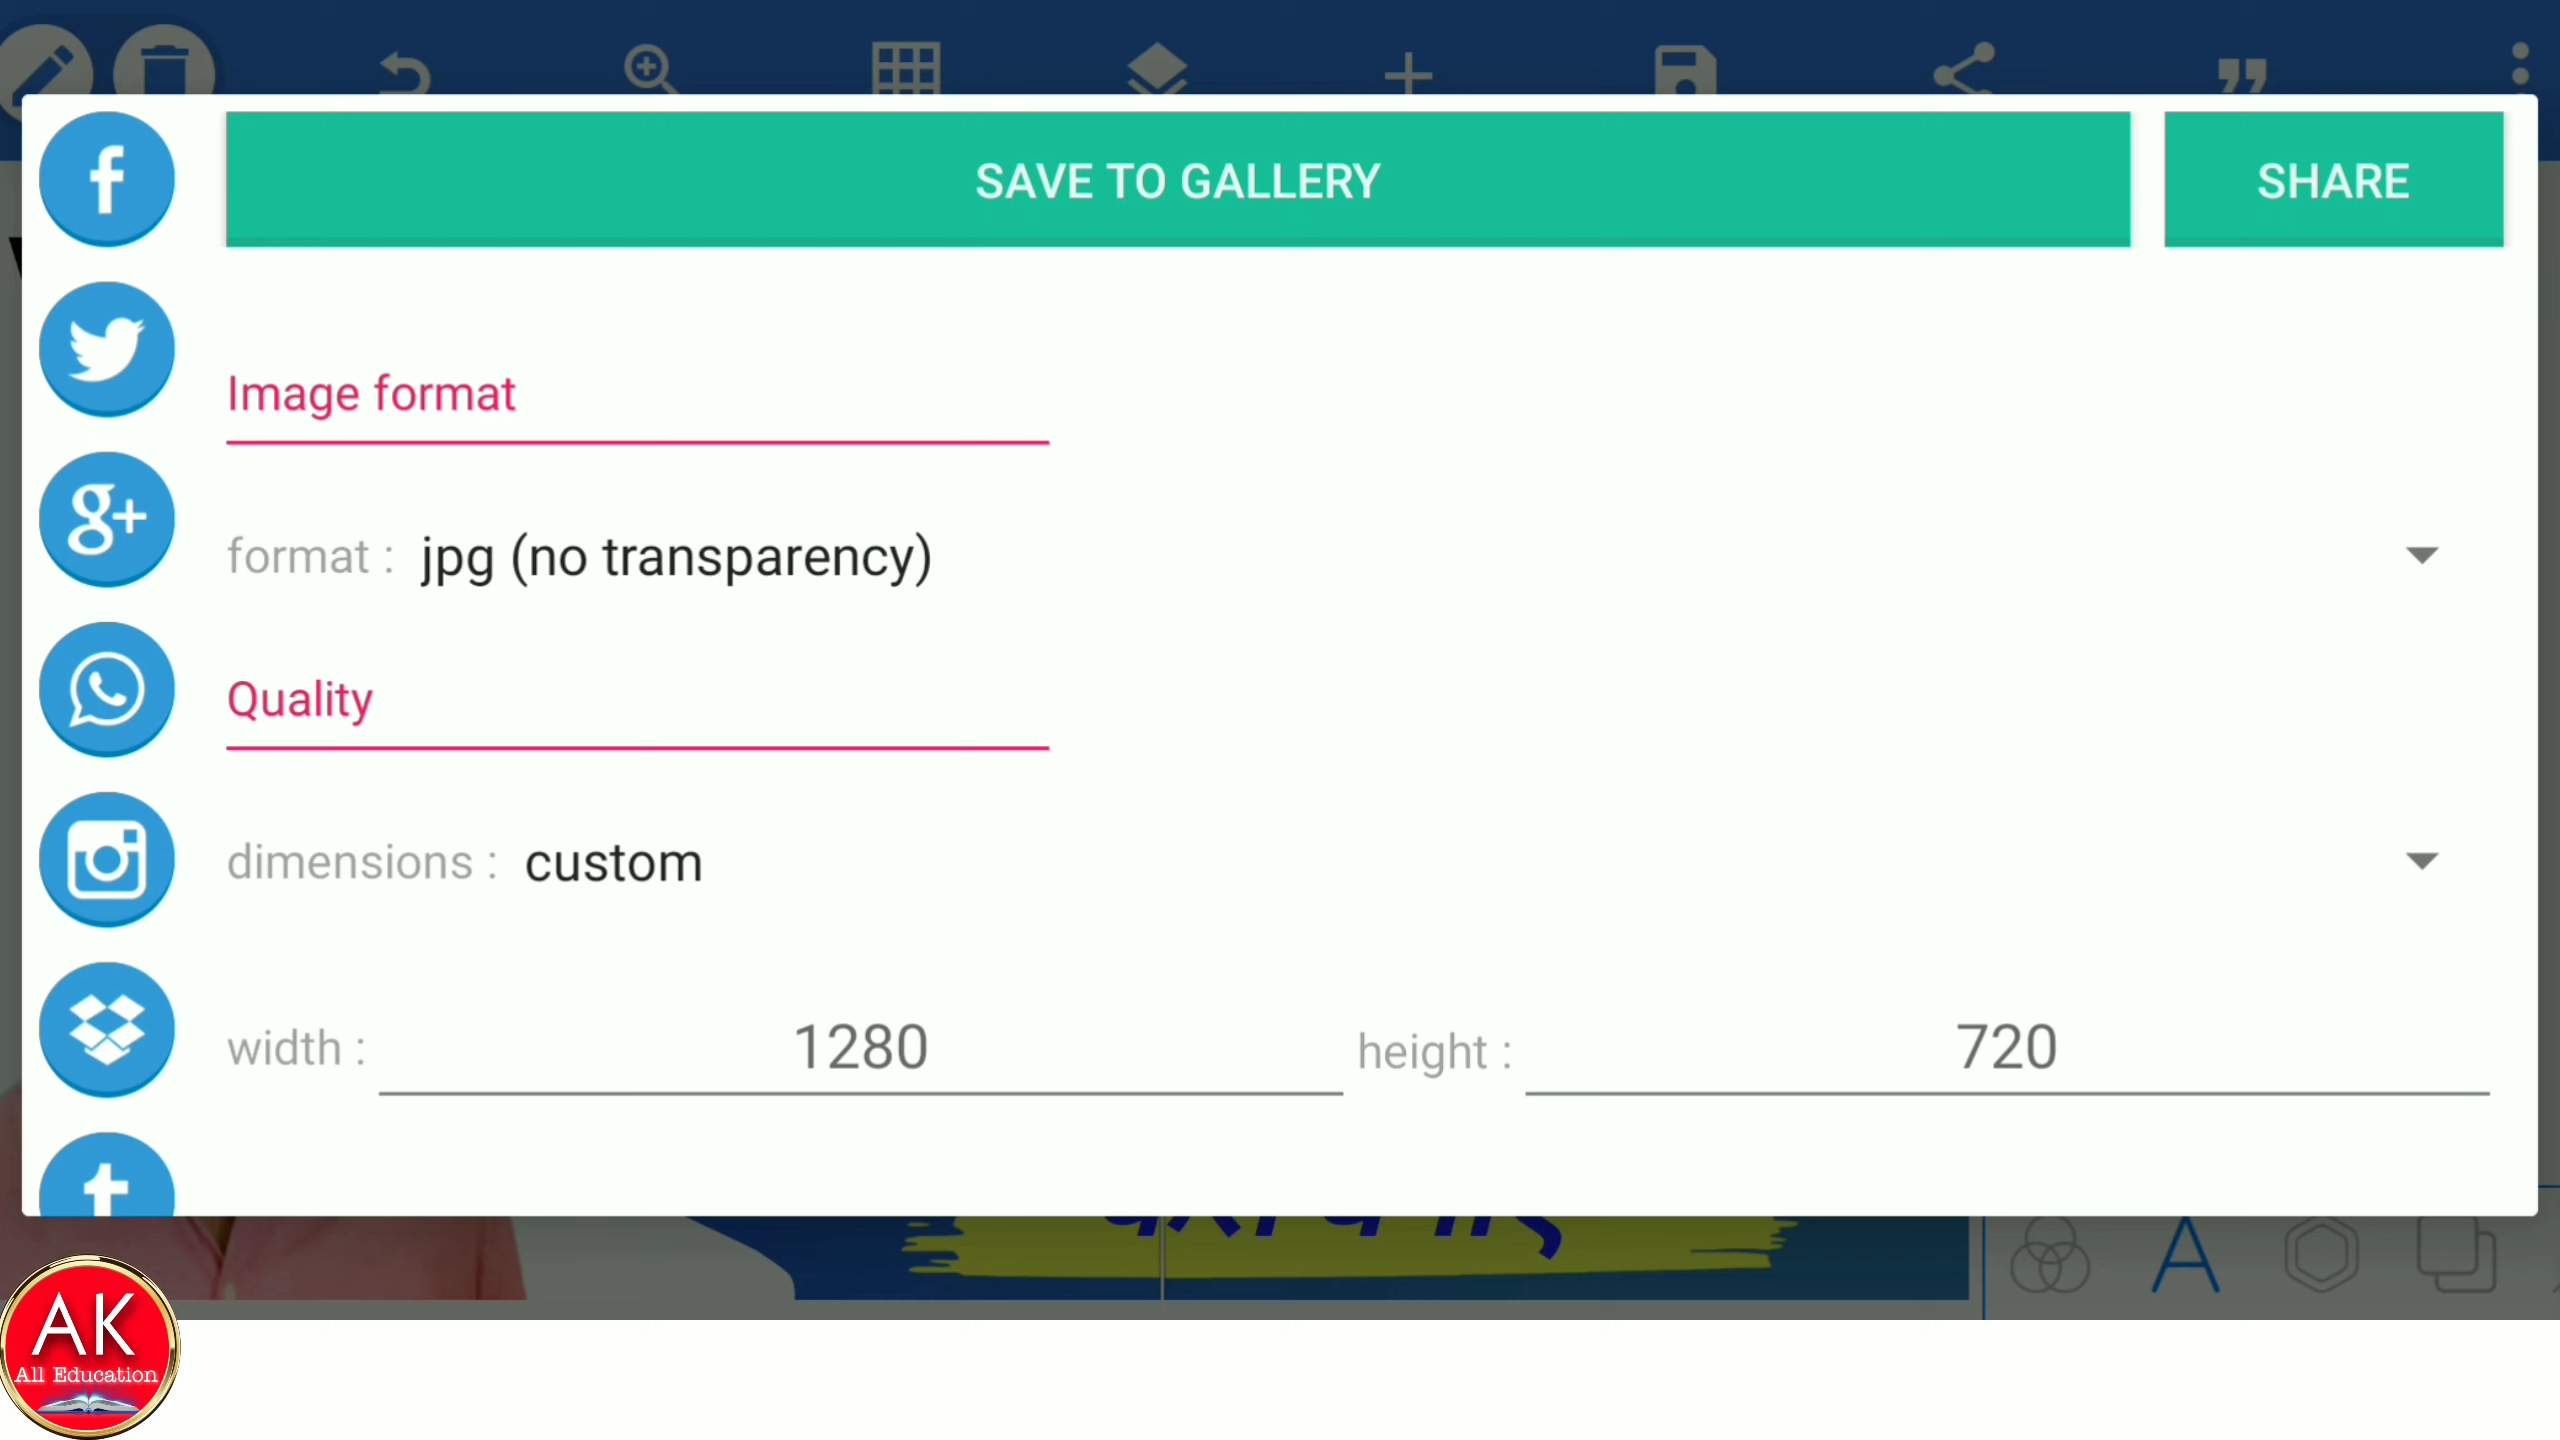 SAVE TO GALLERY
SHARE
Image format
format : jpg (no transparency)
Quality
dimensions : custom
width : 1280 height : 720
AK
All Education